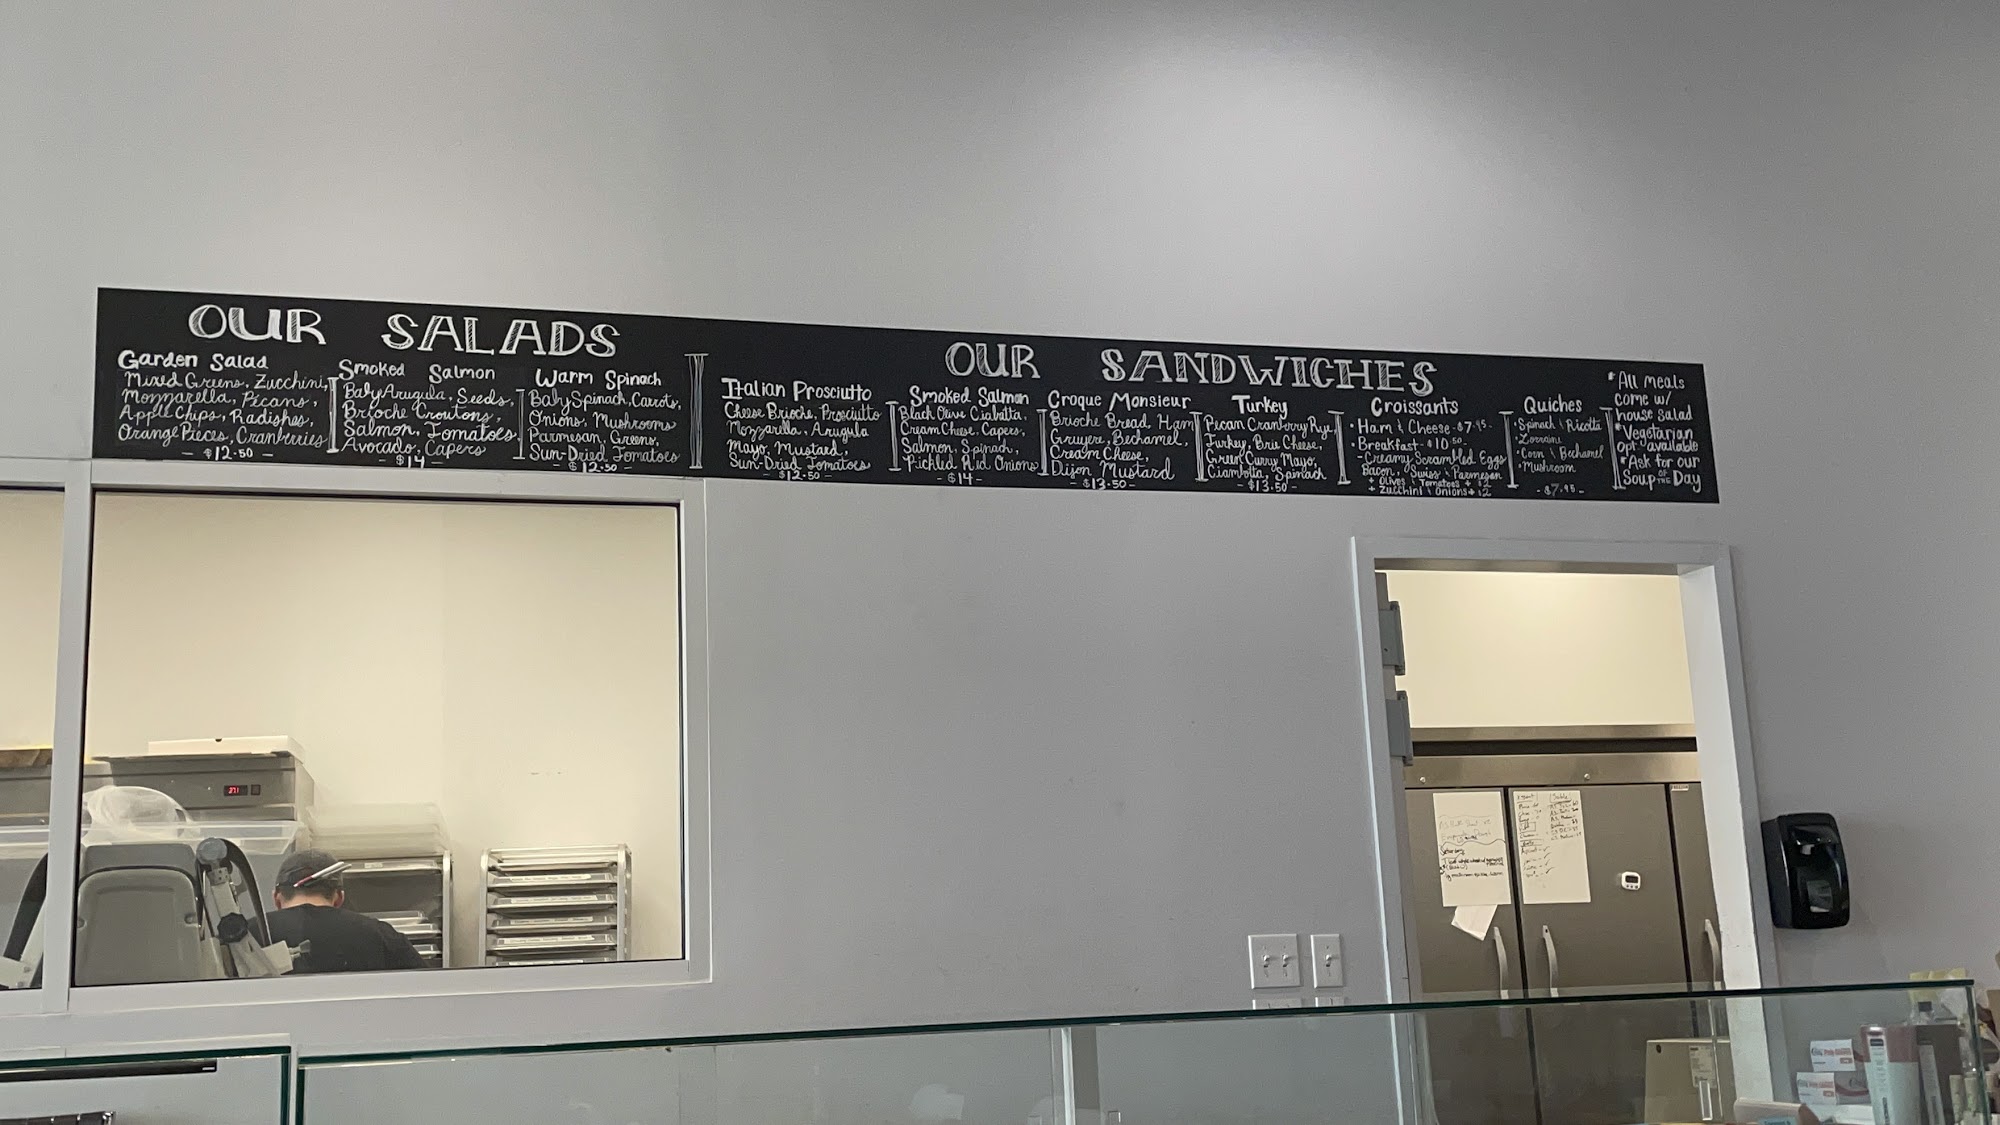 OUR SALADS
Garden Salad
Mixed Greens, Zucchini,
Mozzarella, Pecans,
Apple Chips, Radishes,
Orange Pieces, Cranberries
- $12.50 -
Smoked Salmon
Baby Arugula, Seeds,
Brioche Croutons,
Salmon, Tomatoes,
Avocado, Capers
- $14 -
Warm Spinach
Baby Spinach, Carrots,
Onions, Mushrooms
Parmesan, Greens,
Sun-Dried Tomatoes
- $12.50 -
OUR SANDWICHES
Italian Prosciutto
Cheese Brioche, Prosciutto
Mozzarella, Arugula
Mayo, Mustard,
Sun-Dried Tomatoes
- $12.50 -
Smoked Salmon
Black Olive Ciabatta,
Cream Cheese, Capers,
Salmon, Spinach,
Pickled Red Onions
- $14 -
Croque Monsieur
Brioche Bread, Ham
Gruyere, Bechamel,
Cream Cheese,
Dijon Mustard
- $13.50 -
Turkey
Pecan Cranberry Rye,
Turkey, Brie Cheese,
Green Curry Mayo,
Ciambotta, Spinach
- $13.50 -
Croissants
• Ham & Cheese - $7.95 -
• Breakfast - $10.50 -
- Creamy Scrambled Eggs
Bacon, Swiss & Parmesan
+ Olives & Tomatoes + $2
+ Zucchini & Onions + $2
Quiches
• Spinach & Ricotta
• Lorraine
• Corn & Bechamel
• Mushroom
- $7.95 -
*All meals
come w/
house salad
*Vegetarian
opt. available
*Ask for our
Soup OF THE Day